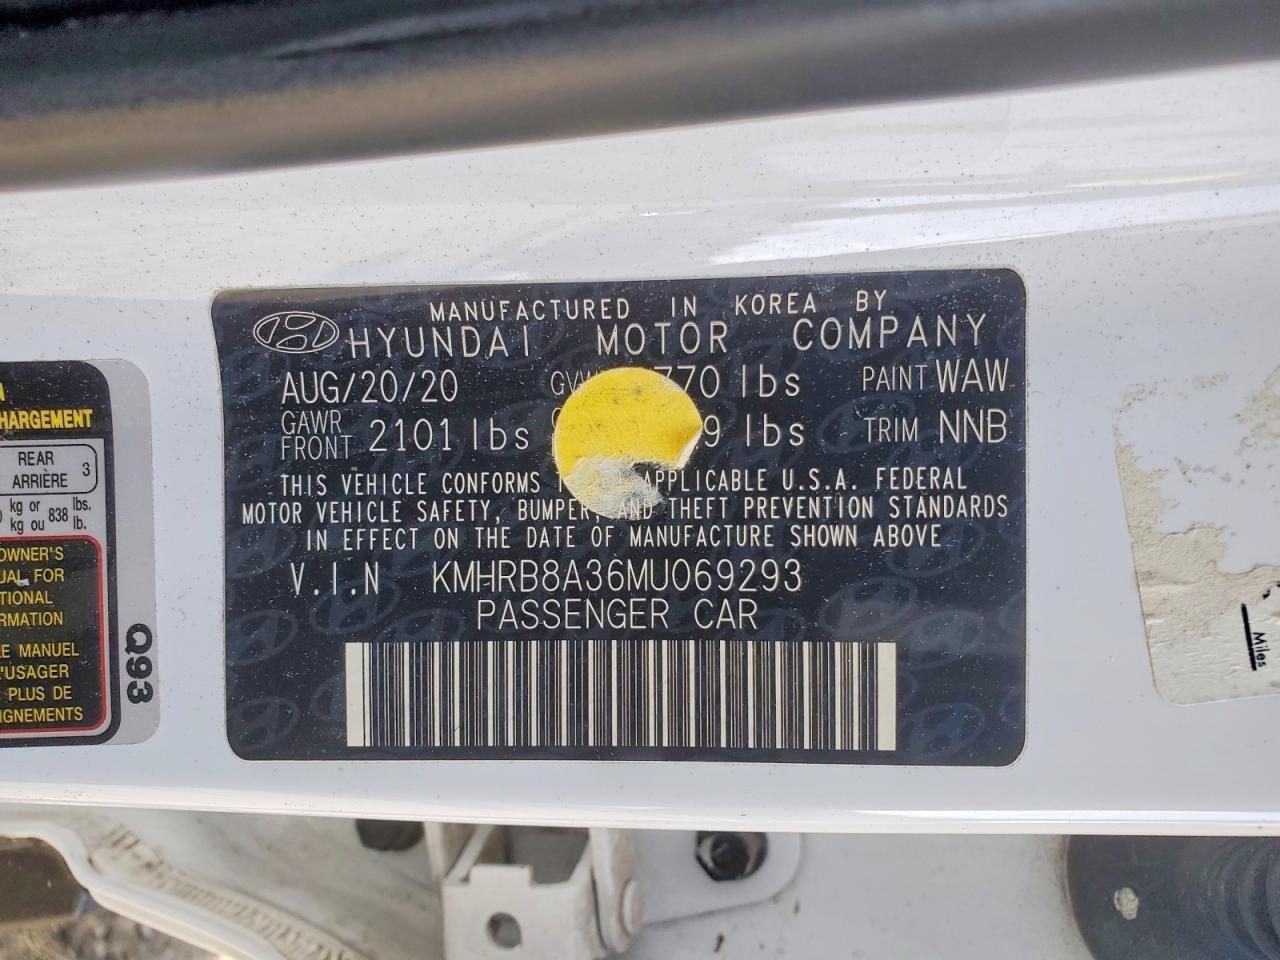 MANUFACTURED IN KOREA BY
HYUNDAI MOTOR COMPANY
AUG/20/20 770 lbs PAINT WAW
GAWR
FRONT 2101 lbs 9 lbs TRIM NNB
THIS VEHICLE CONFORMS APPLICABLE U.S.A. FEDERAL
MOTOR VEHICLE SAFETY, BUMPER, AND THEFT PREVENTION STANDARDS
IN EFFECT ON THE DATE OF MANUFACTURE SHOWN ABOVE
V.I.N KMHRB8A36MU069293
PASSENGER CAR
HARGEMENT
REAR 3
ARRIÈRE
kg or 838 lbs.
kg ou lb.
OWNER'S
UAL FOR
TIONAL
RMATION
LE MANUEL
'USAGER
PLUS DE
IGNEMENTS
Q93
Miles